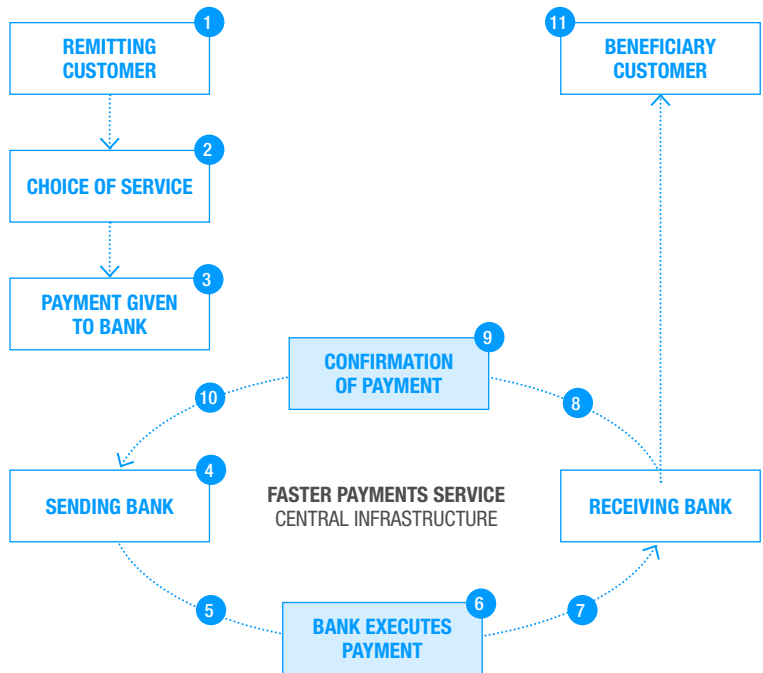 1
REMITTING
CUSTOMER
2
CHOICE OF SERVICE
3
PAYMENT GIVEN
TO BANK
4
SENDING BANK
5
6
BANK EXECUTES
PAYMENT
7
RECEIVING BANK
8
9
CONFIRMATION
OF PAYMENT
10
11
BENEFICIARY
CUSTOMER
FASTER PAYMENTS SERVICE
CENTRAL INFRASTRUCTURE